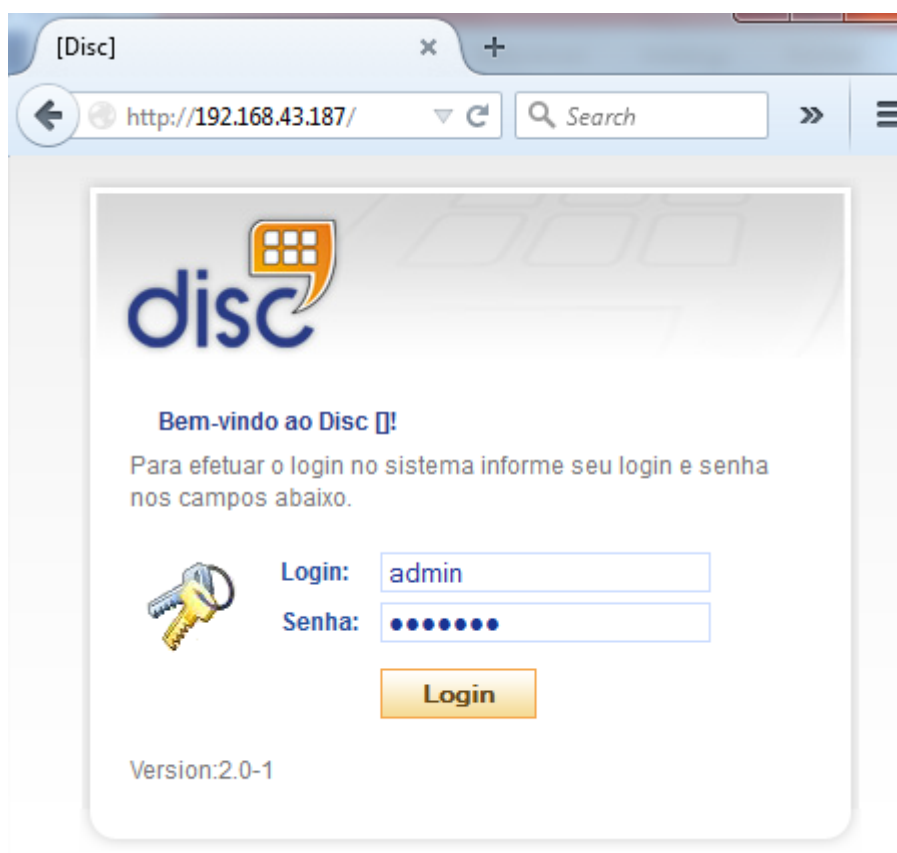 [Disc]
http://192.168.43.187/
Search
disc
Bem-vindo ao Disc []!
Para efetuar o login no sistema informe seu login e senha
nos campos abaixo.
Login: admin
Senha: •••••••
Login
Version:2.0-1